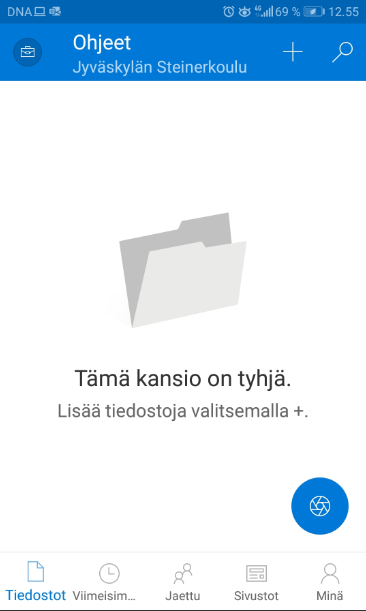 DNA 4G 69 % 12.55
Ohjeet
Jyväskylän Steinerkoulu
Tämä kansio on tyhjä.
Lisää tiedostoja valitsemalla +.
Tiedostot Viimeisim... Jaettu Sivustot Minä